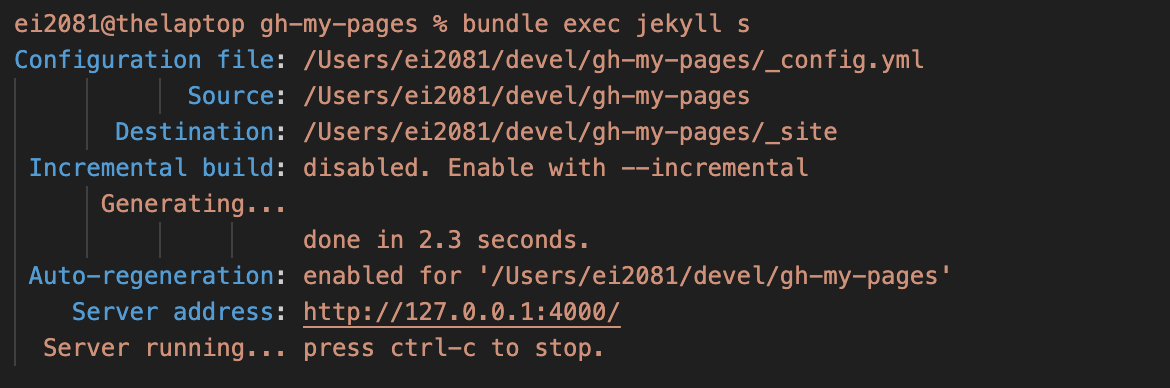 ei2081@thelaptop gh-my-pages % bundle exec jekyll s
Configuration file: /Users/ei2081/devel/gh-my-pages/_config.yml
Source: /Users/ei2081/devel/gh-my-pages
Destination: /Users/ei2081/devel/gh-my-pages/_site
Incremental build: disabled. Enable with --incremental
Generating...
done in 2.3 seconds.
Auto-regeneration: enabled for '/Users/ei2081/devel/gh-my-pages'
Server address: http://127.0.0.1:4000/
Server running... press ctrl-c to stop.